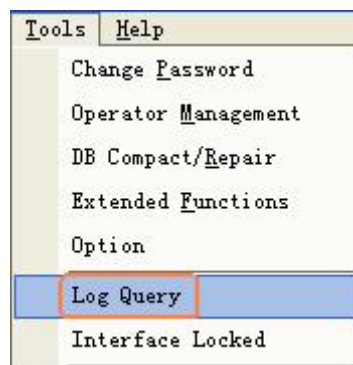 Tools Help
Change Password
Operator Management
DB Compact/Repair
Extended Functions
Option
Log Query
Interface Locked